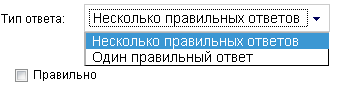 Тип ответа: Несколько правильных ответов
Несколько правильных ответов
Один правильный ответ
Правильно